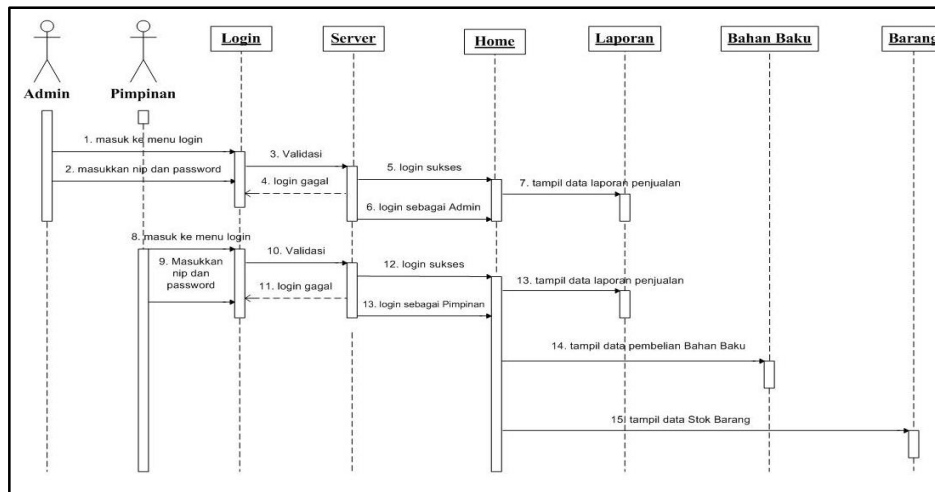 Login
Server
Home
Laporan
Bahan Baku
Barang
Admin
Pimpinan
1. masuk ke menu login
2. masukkan nip dan password
3. Validasi
4. login gagal
5. login sukses
6. login sebagai Admin
7. tampil data laporan penjualan
8. masuk ke menu login
9. Masukkan
nip dan
password
10. Validasi
11. login gagal
12. login sukses
13. login sebagai Pimpinan
13. tampil data laporan penjualan
14. tampil data pembelian Bahan Baku
15. tampil data Stok Barang